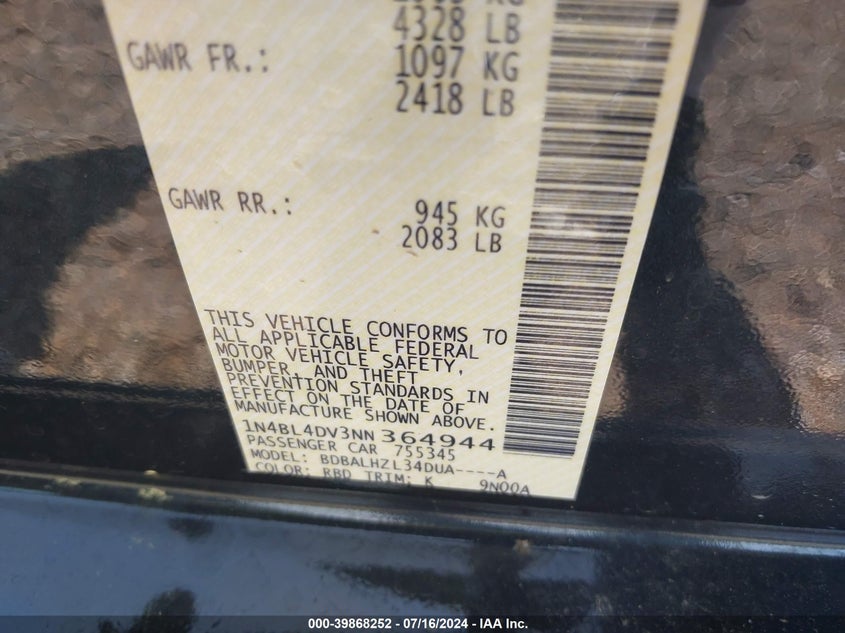 4328 LB
GAWR FR.: 1097 KG
2418 LB
GAWR RR.: 945 KG
2083 LB
THIS VEHICLE CONFORMS TO
ALL APPLICABLE FEDERAL
MOTOR VEHICLE SAFETY,
BUMPER, AND THEFT
PREVENTION STANDARDS IN
EFFECT ON THE DATE OF
MANUFACTURE SHOWN ABOVE.
1N4BL4DV3NN364944
PASSENGER CAR 755345
MODEL: BDBALHZL34DUA----A
COLOR: RBD TRIM: K 9N00A
000-39868252 - 07/16/2024 - IAA Inc.